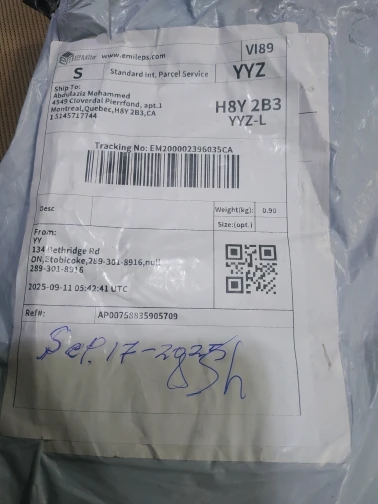 EMile www.emileps.com VI89
S Standard Int. Parcel Service YYZ
Ship To:
Abdulaziz Mohammed
4549 Cloverdal Pierrfond, apt.1
Montreal,Quebec,H8Y 2B3,CA
15145717744
H8Y 2B3
YYZ-L
Tracking No: EM200002396035CA
Desc
Weight(kg): 0.90
Size:(opt.)
From:
YY
134 Bethridge Rd
ON,Etobicoke,289-301-8916,null
289-301-8916
2025-09-11 05:42:41 UTC
Ref#: AP00758835905709
Sep. 17-2025